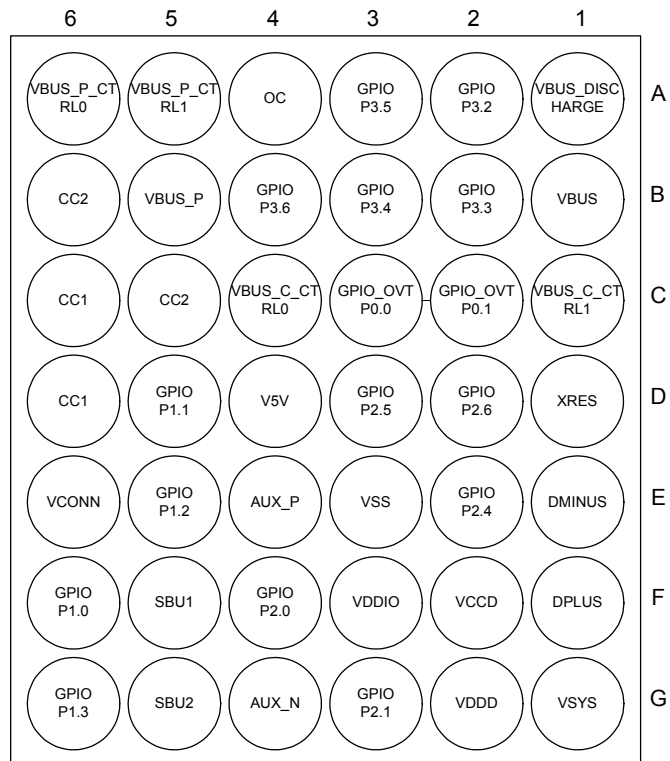 6 5 4 3 2 1
VBUS_P_CT
RL0
VBUS_P_CT
RL1
OC
GPIO
P3.5
GPIO
P3.2
VBUS_DISC
HARGE
A
CC2
VBUS_P
GPIO
P3.6
GPIO
P3.4
GPIO
P3.3
VBUS
B
CC1
CC2
VBUS_C_CT
RL0
GPIO_OVT
P0.0
GPIO_OVT
P0.1
VBUS_C_CT
RL1
C
CC1
GPIO
P1.1
V5V
GPIO
P2.5
GPIO
P2.6
XRES
D
VCONN
GPIO
P1.2
AUX_P
VSS
GPIO
P2.4
DMINUS
E
GPIO
P1.0
SBU1
GPIO
P2.0
VDDIO
VCCD
DPLUS
F
GPIO
P1.3
SBU2
AUX_N
GPIO
P2.1
VDDD
VSYS
G